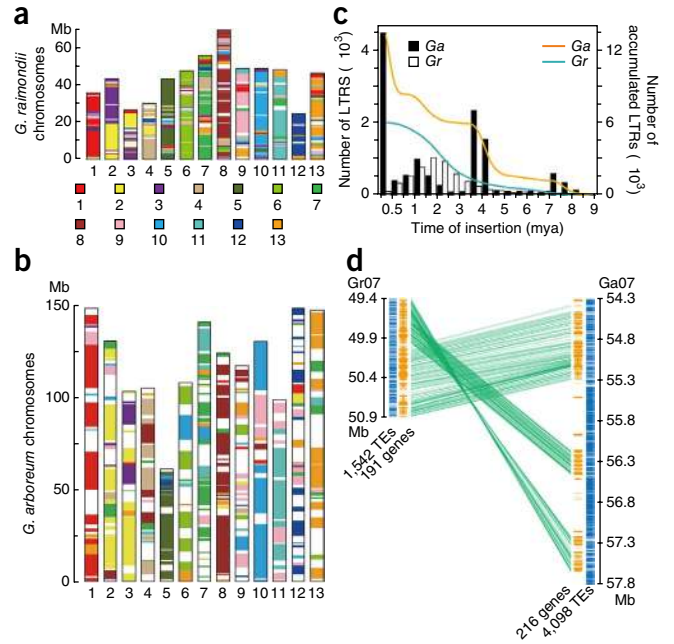 a
Mb
60
40
20
0
G. raimondii
chromosomes
1 2 3 4 5 6 7 8 9 10 11 12 13
1 2 3 4 5 6 7
8 9 10 11 12 13
b
Mb
150
100
50
0
G. arboreum chromosomes
1 2 3 4 5 6 7 8 9 10 11 12 13
c
4
2
0
Number of LTRS (10³)
Ga
Gr
Ga
Gr
12
6
0
Number of
accumulated LTRs (10³)
0.5 1 2 3 4 5 6 7 8 9
Time of insertion (mya)
d
Gr07
49.4
49.9
50.4
50.9
Mb
1,542 TEs
191 genes
Ga07
54.3
54.8
55.3
55.8
56.3
56.8
57.3
57.8
Mb
216 genes
4,098 TEs